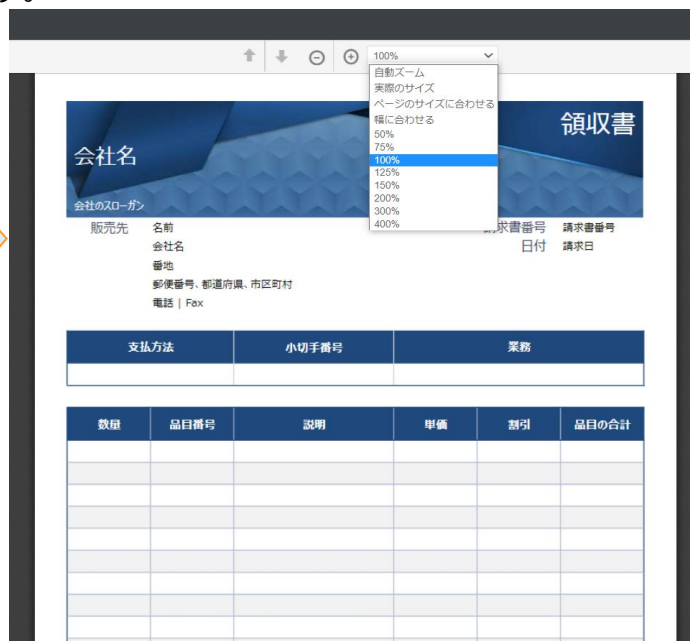 100%
自動ズーム
実際のサイズ
ページのサイズに合わせる
幅に合わせる
50%
75%
100%
125%
150%
200%
300%
400%
領収書
会社名
会社のスローガン
販売先 名前
会社名
番地
郵便番号、都道府県、市区町村
電話 | Fax
求書番号 請求書番号
日付 請求日
支払方法 小切手番号 業務
数量 品目番号 説明 単価 割引 品目の合計